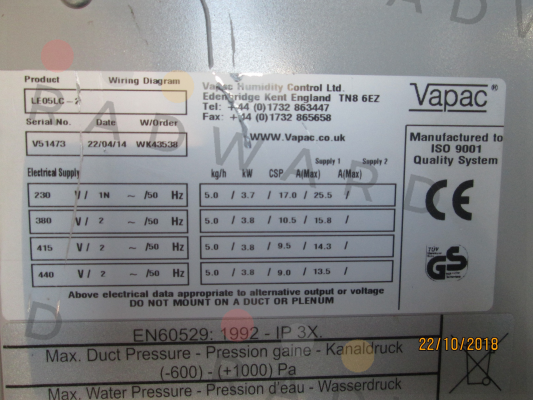 Product Wiring Diagram
LE05LC-2
Serial No. Date W/Order
V51473 22/04/14 WK43538
Vapac Humidity Control Ltd.
Edenbridge Kent England TN8 6EZ
Tel: +44 (0)1732 863447
Fax: +44 (0)1732 865658
www.Vapac.co.uk
Vapac®
Manufactured to
ISO 9001
Quality System
CE
GS
Electrical Supply
kg/h kW CSP. A(Max) A(Max)
Supply 1 Supply 2
230 V / 1N ~ /50 Hz 5.0 / 3.7 / 17.0 / 25.5 /
380 V / 2 ~ /50 Hz 5.0 / 3.8 / 10.5 / 15.8 /
415 V / 2 ~ /50 Hz 5.0 / 3.8 / 9.5 / 14.3 /
440 V / 2 ~ /50 Hz 5.0 / 3.8 / 9.0 / 13.5 /
Above electrical data appropriate to alternative output or voltage
DO NOT MOUNT ON A DUCT OR PLENUM
EN60529: 1992 - IP 3X.
Max. Duct Pressure - Pression gaine - Kanaldruck
(-600) - (+1000) Pa
Max. Water Pressure - Pression d'eau - Wasserdruck
22/10/2018
RADWARD